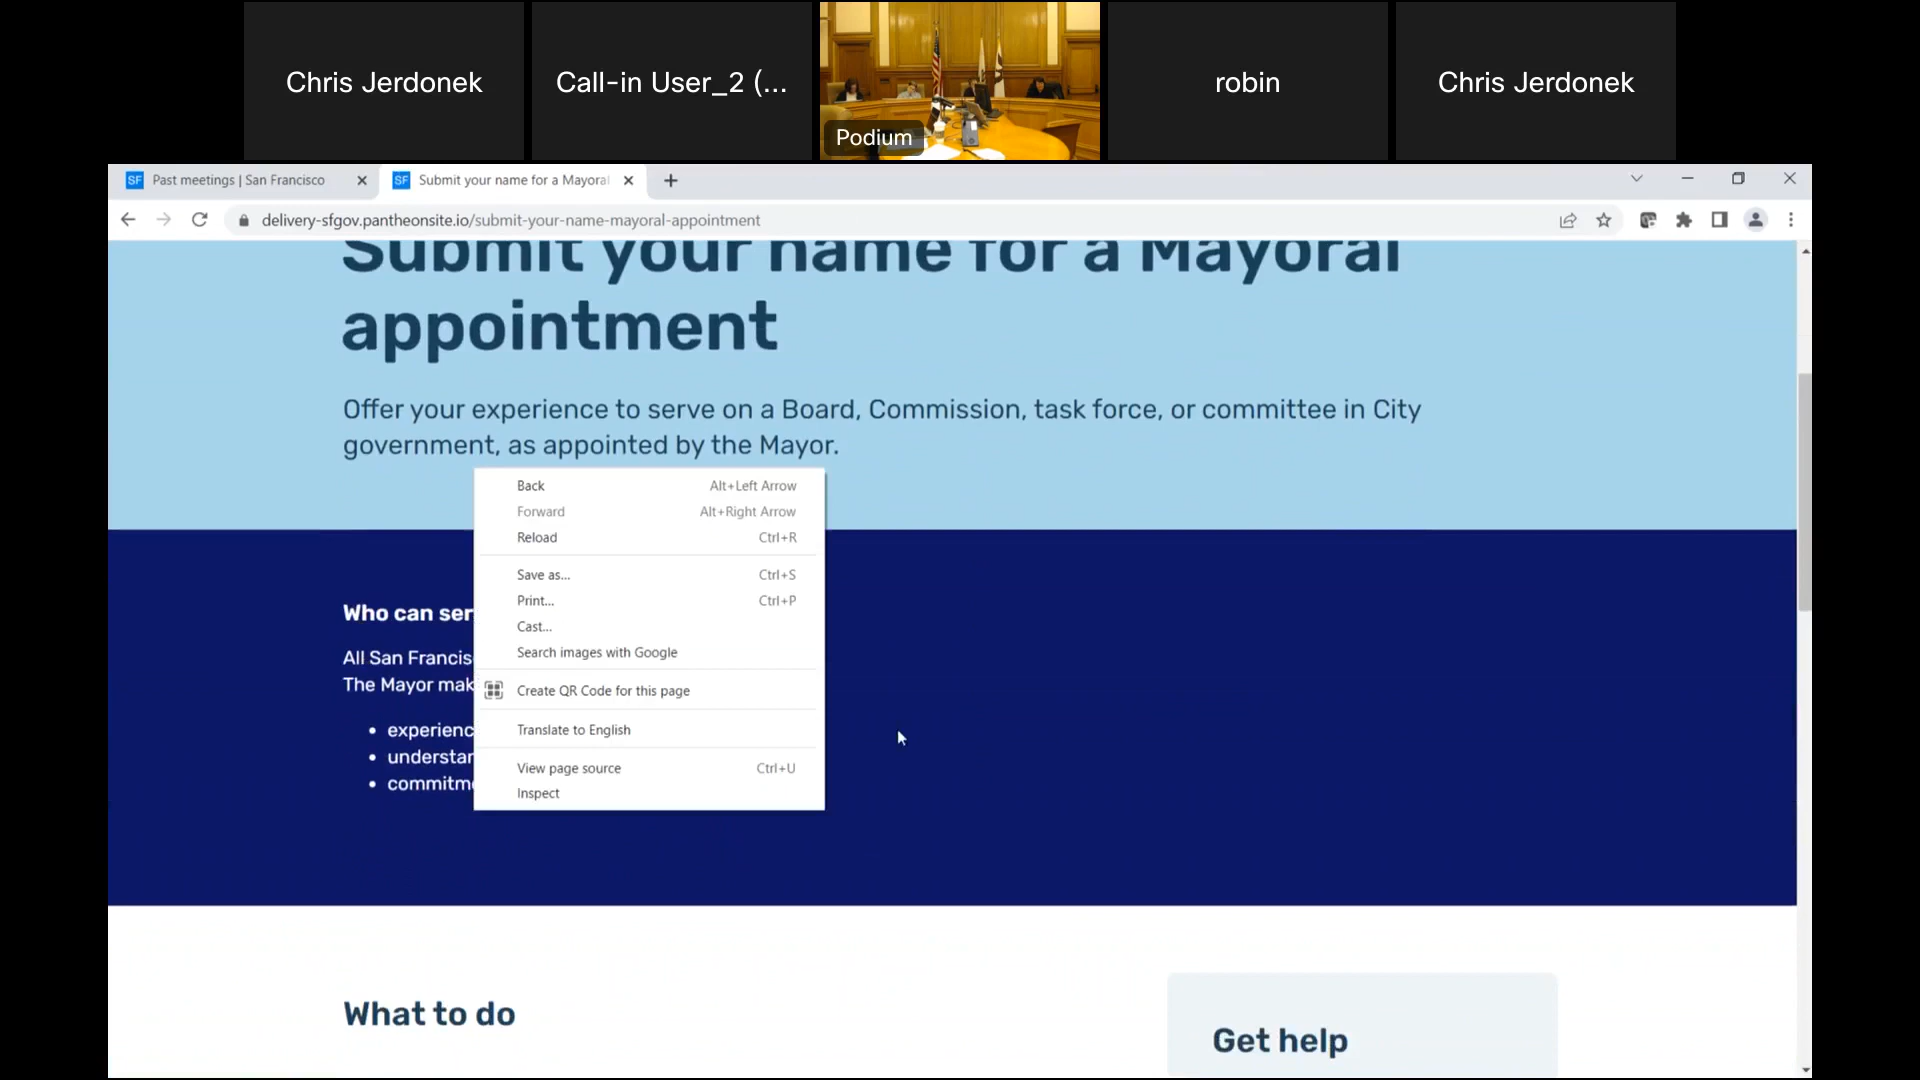 Chris Jerdonek
Call-in User_2 (...
Podium
robin
Chris Jerdonek
SF Past meetings | San Francisco
SF Submit your name for a Mayoral
delivery-sfgov.pantheonsite.io/submit-your-name-mayoral-appointment
Submit your name for a Mayoral
appointment
Offer your experience to serve on a Board, Commission, task force, or committee in City
government, as appointed by the Mayor.
Back Alt+Left Arrow
Forward Alt+Right Arrow
Reload Ctrl+R
Save as... Ctrl+S
Print... Ctrl+P
Cast...
Search images with Google
Create QR Code for this page
Translate to English
View page source Ctrl+U
Inspect
Who can ser
All San Francis
The Mayor mak
experienc
understan
commitme
What to do
Get help